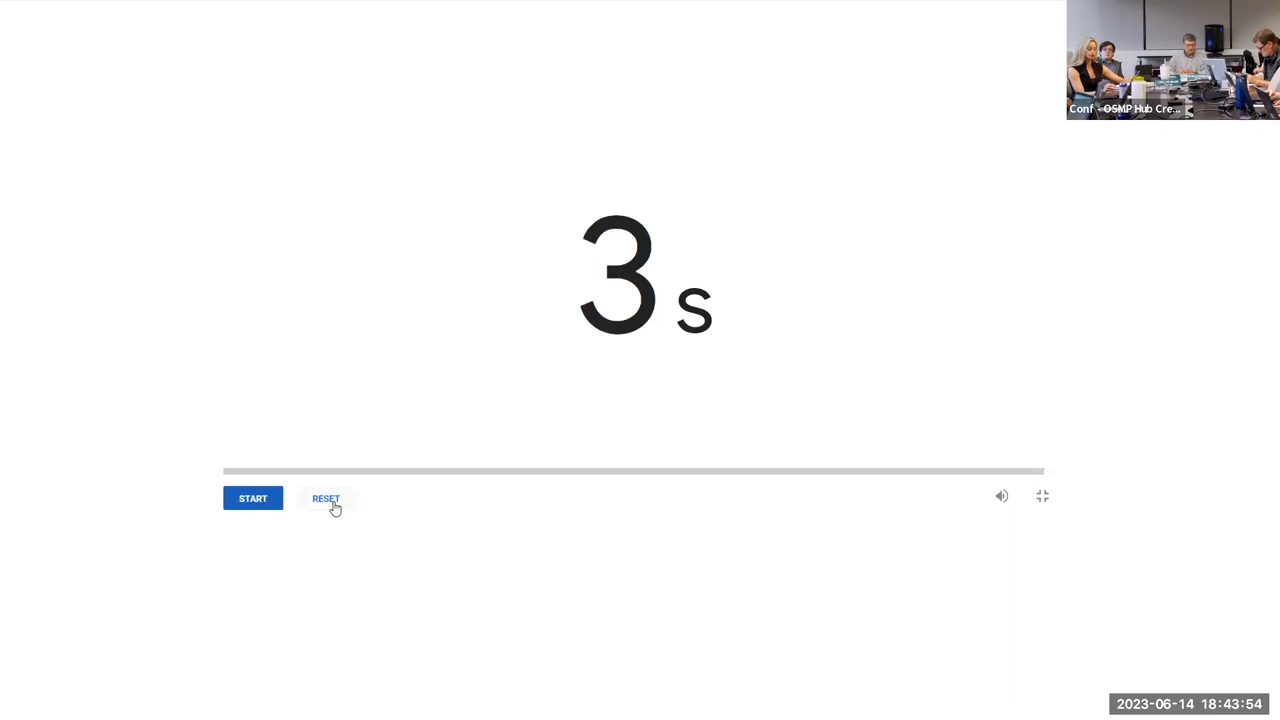 Conf - OSMP Hub Cre...
3 s
START
RESET
2023-06-14 18:43:54